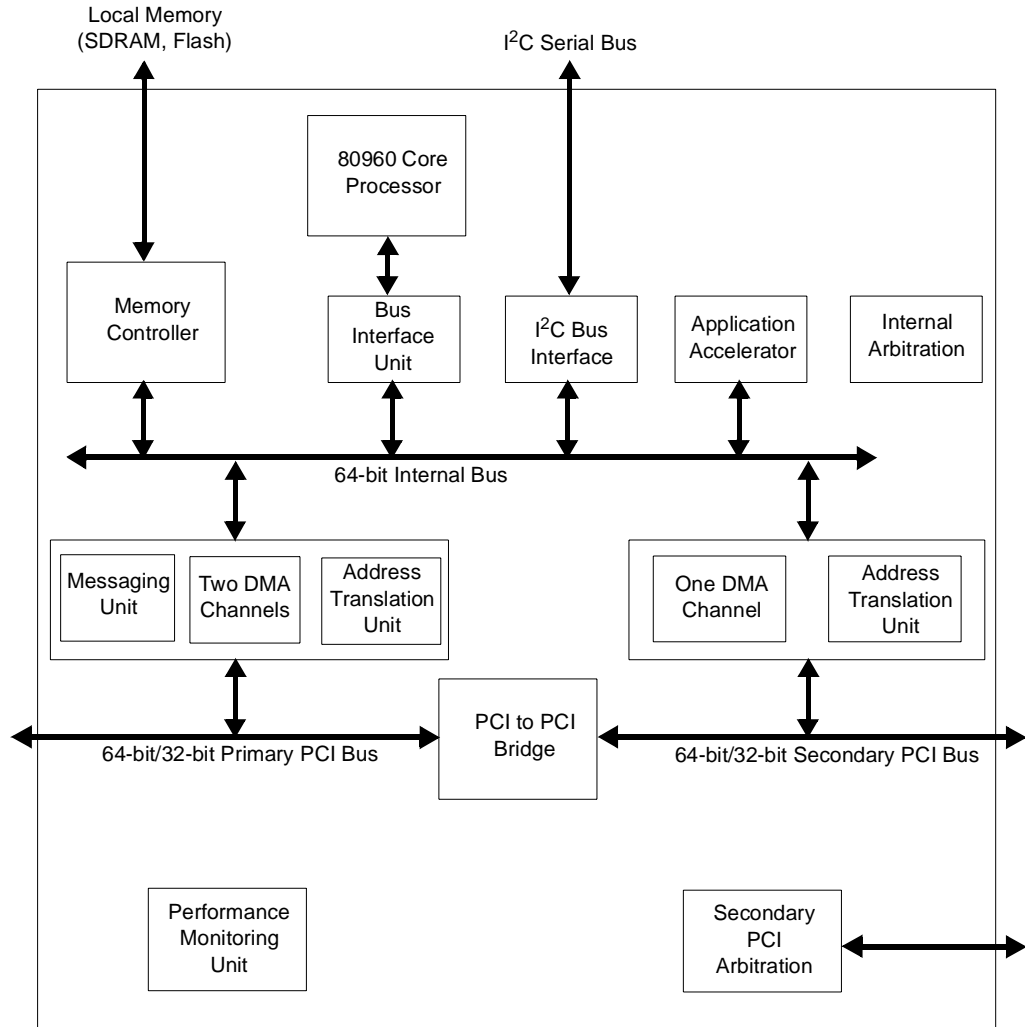 Local Memory
(SDRAM, Flash)
I²C Serial Bus
80960 Core
Processor
Memory
Controller
Bus
Interface
Unit
I²C Bus
Interface
Application
Accelerator
Internal
Arbitration
64-bit Internal Bus
Messaging
Unit
Two DMA
Channels
Address
Translation
Unit
One DMA
Channel
Address
Translation
Unit
PCI to PCI
Bridge
64-bit/32-bit Primary PCI Bus
64-bit/32-bit Secondary PCI Bus
Performance
Monitoring
Unit
Secondary
PCI
Arbitration